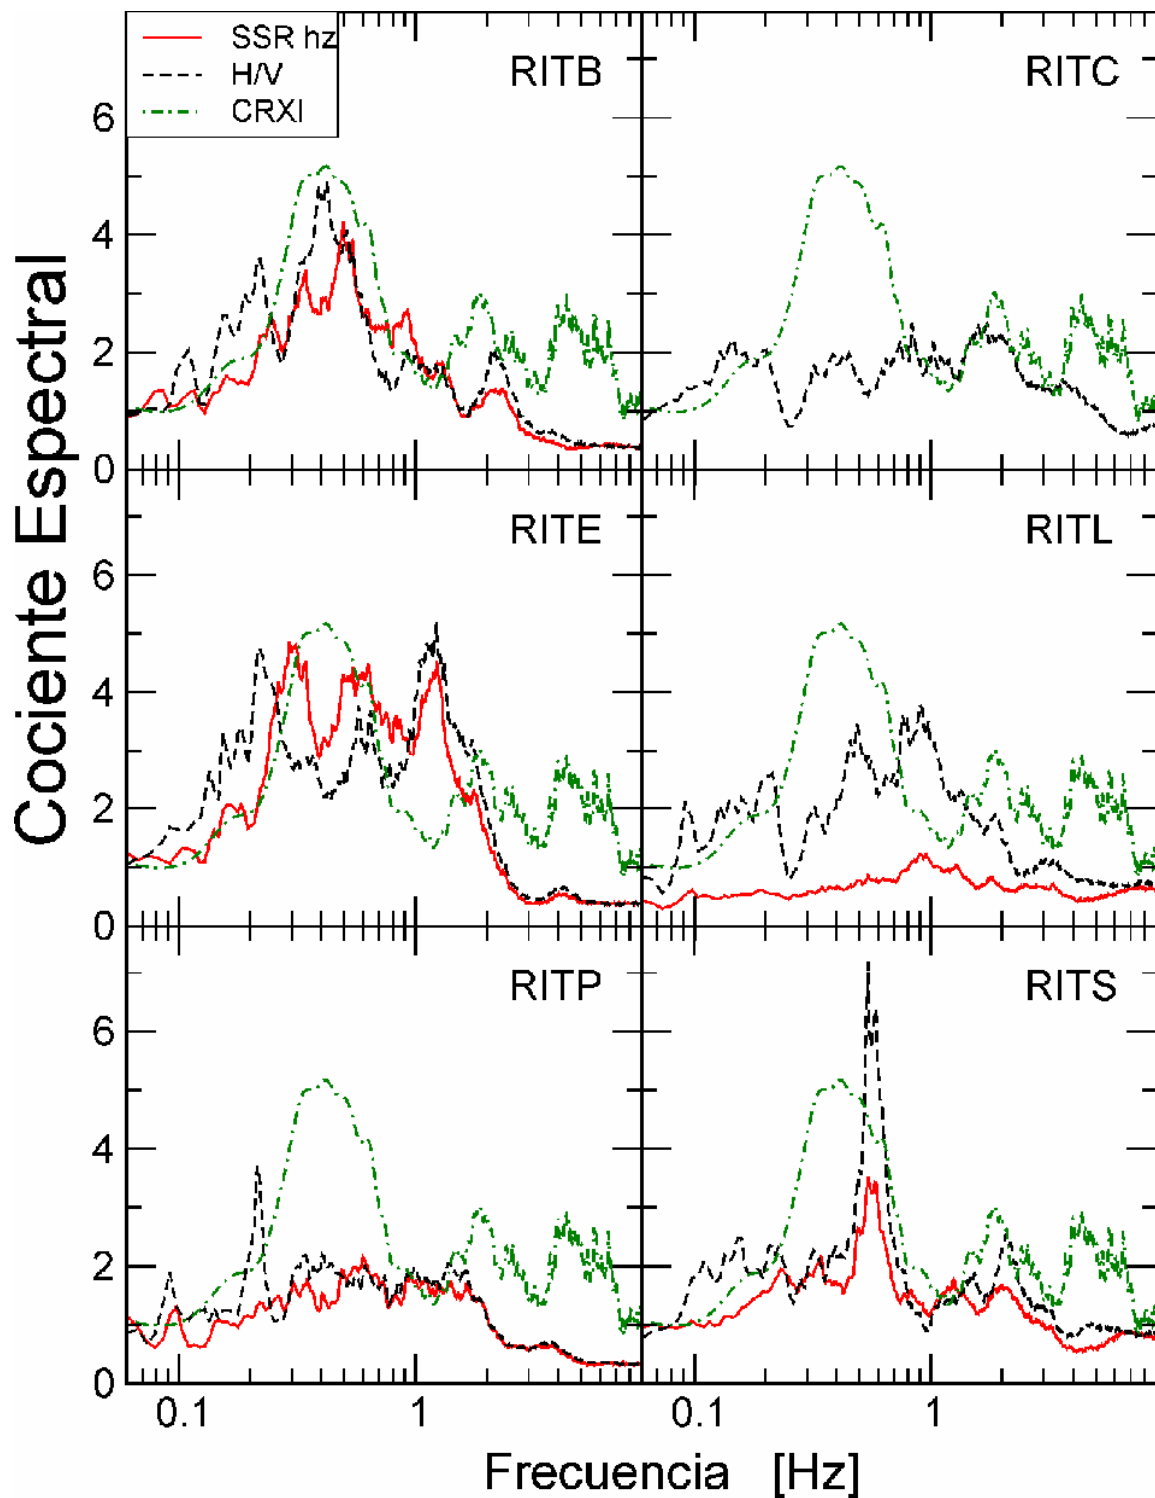 SSR hz
H/V
CRXI
RITB
RITC
6
4
2
0
RITE
RITL
6
4
2
0
RITP
RITS
6
4
2
0
Cociente Espectral
0.1
1
0.1
1
Frecuencia [Hz]